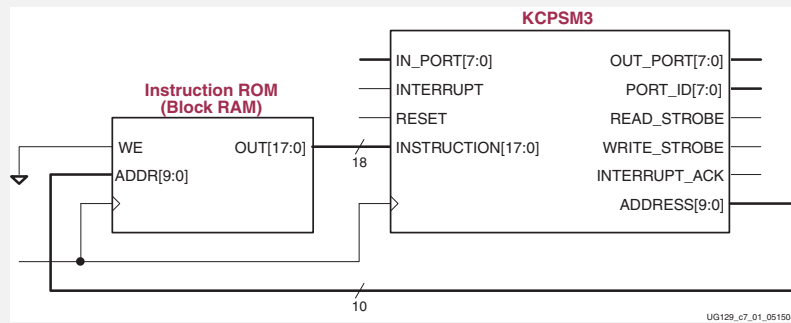 KCPSM3
IN_PORT[7:0]
OUT_PORT[7:0]
Instruction ROM
(Block RAM)
INTERRUPT
PORT_ID[7:0]
RESET
READ_STROBE
WE
OUT[17:0]
18
INSTRUCTION[17:0]
WRITE_STROBE
ADDR[9:0]
INTERRUPT_ACK
ADDRESS[9:0]
10
UG129_c7_01_05150